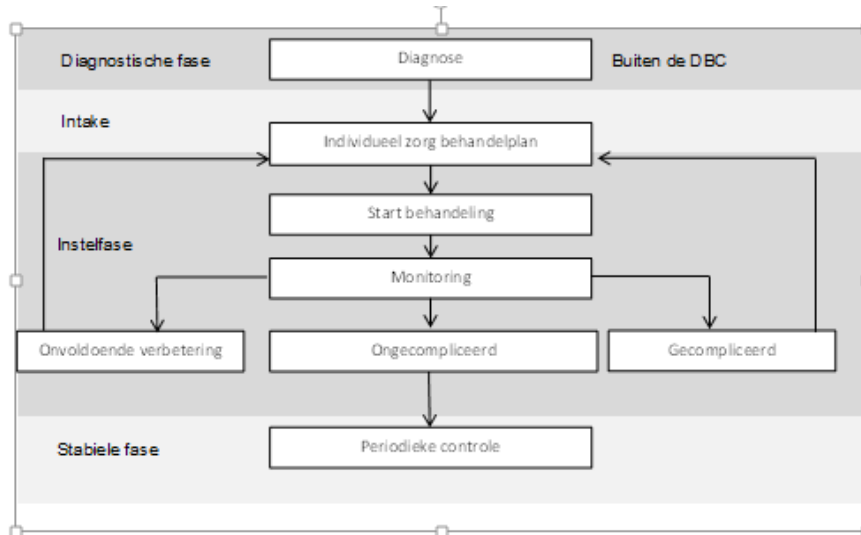 Diagnostische fase
Diagnose
Buiten de DBC
Intake
Individueel zorg behandelplan
Start behandeling
Instelfase
Monitoring
Onvoldoende verbetering
Ongecompliceerd
Gecompliceerd
Stabiele fase
Periodieke controle